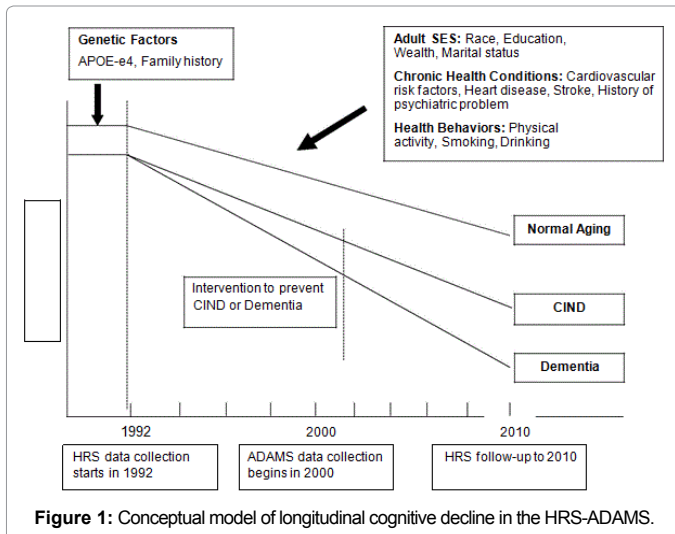 Genetic Factors
APOE-e4, Family history
Adult SES: Race, Education,
Wealth, Marital status
Chronic Health Conditions: Cardiovascular
risk factors, Heart disease, Stroke, History of
psychiatric problem
Health Behaviors: Physical
activity, Smoking, Drinking
Normal Aging
Intervention to prevent
CIND or Dementia
CIND
Dementia
1992
2000
2010
HRS data collection
starts in 1992
ADAMS data collection
begins in 2000
HRS follow-up to 2010
Figure 1: Conceptual model of longitudinal cognitive decline in the HRS-ADAMS.